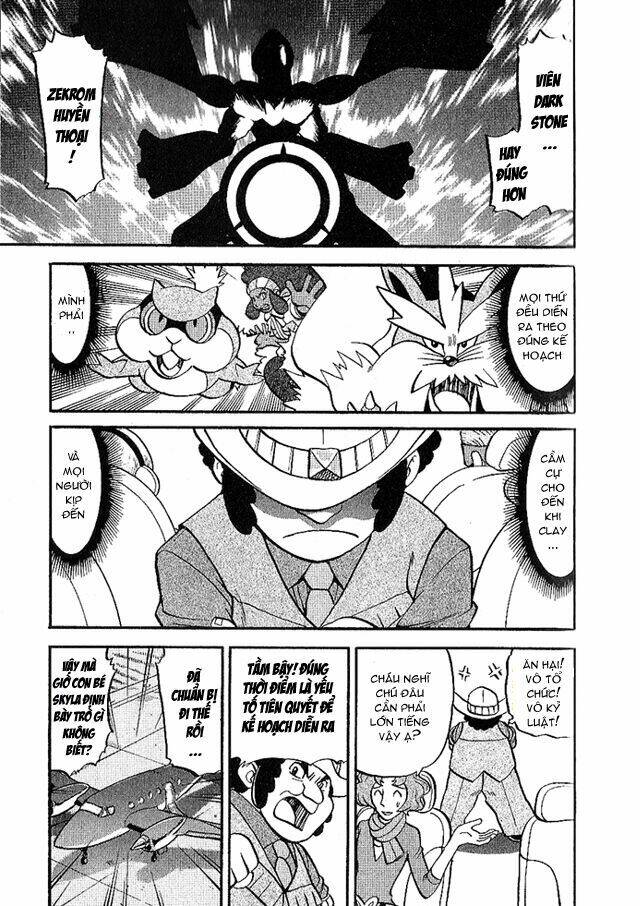 VIÊN
DARK
STONE
...
HAY
ĐÚNG
HƠN
ZEKROM
HUYỀN
THOẠI
!
MỌI THỨ
ĐỀU DIỄN
RA THEO
ĐÚNG KẾ
HOẠCH
MÌNH
PHẢI
..
CẦM
CỰ
CHO
ĐẾN
KHI
CLAY
...
VÀ
MỌI
NGƯỜI
KỊP
ĐẾN
ĂN HẠI!
VÔ TỔ
CHỨC!
VÔ KỶ
LUẬT!
CHÁU NGHĨ
CHÚ ĐÂU
CẦN PHẢI
LỚN TIẾNG
VẬY Ạ?
TẦM BẬY! ĐÚNG
THỜI ĐIỂM LÀ YẾU
TỐ TIÊN QUYẾT ĐỂ
KẾ HOẠCH DIỄN RA
ĐÃ
CHUẨN BỊ
ĐI THẾ
RỒI
...
VẬY MÀ
GIỜ CON BÉ
SKYLA ĐỊNH
BÀY TRÒ GÌ
KHÔNG
BIẾT?